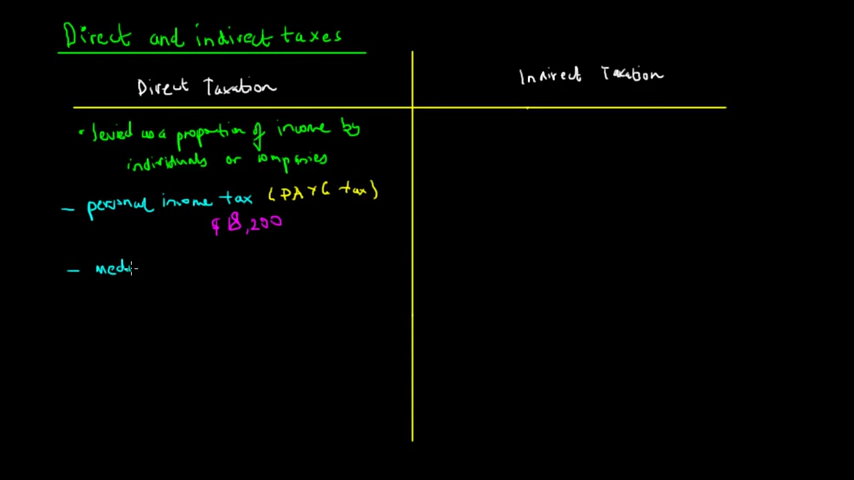 Direct and indirect taxes
Direct Taxation
Indirect Taxation
• levied as a proportion of income by
individuals or companies
- personal income tax (PAYG tax)
$18,200
- medi